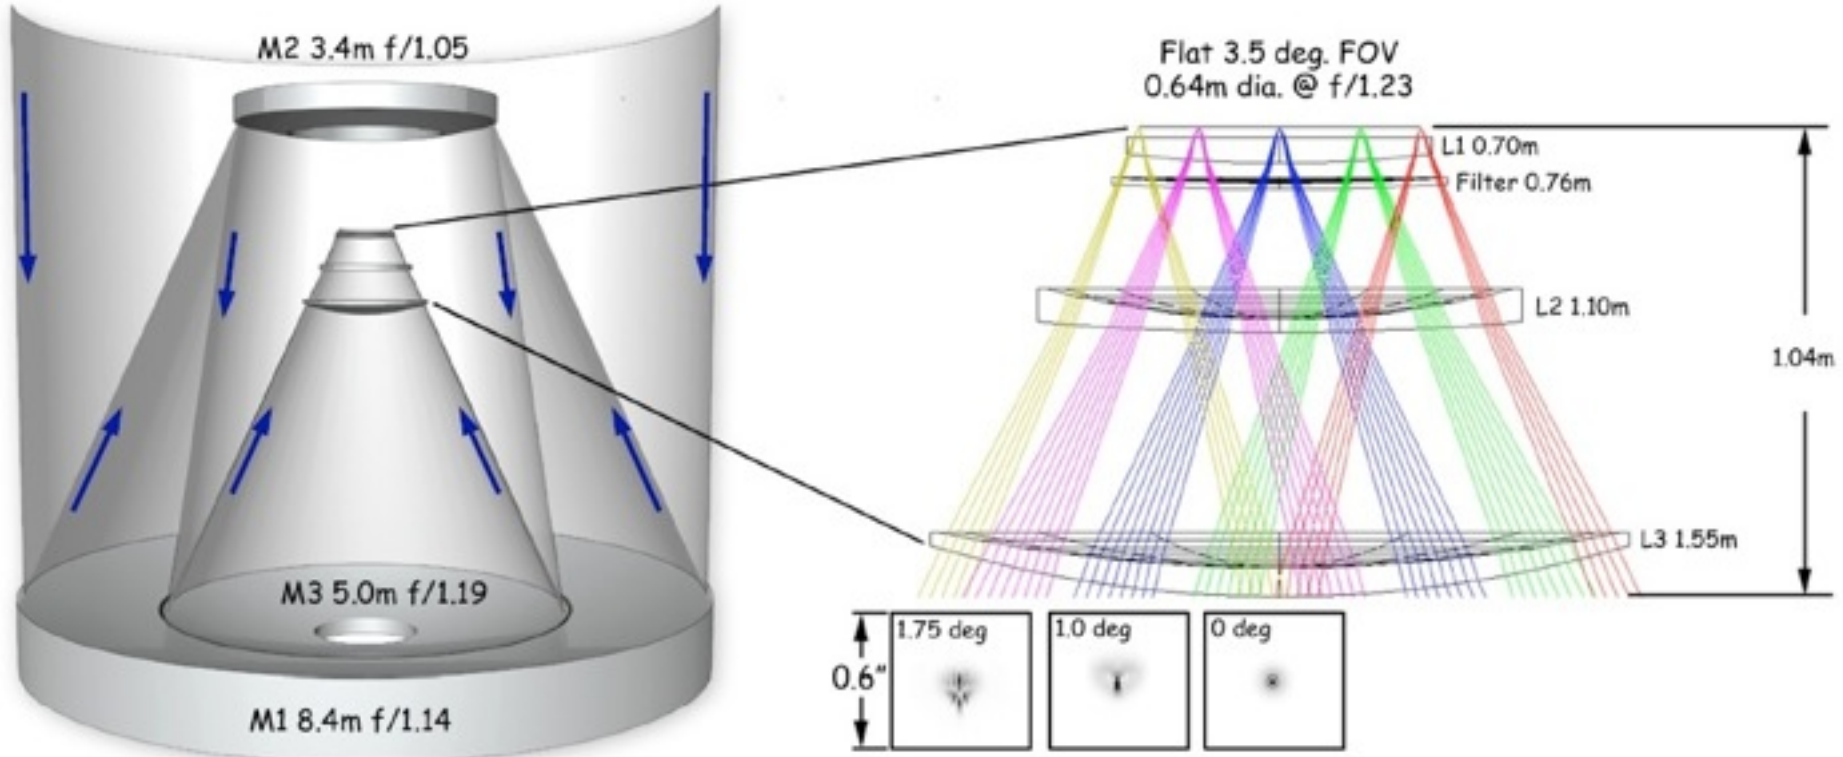 M2 3.4m f/1.05
M3 5.0m f/1.19
M1 8.4m f/1.14
Flat 3.5 deg. FOV
0.64m dia. @ f/1.23
L1 0.70m
Filter 0.76m
L2 1.10m
1.04m
L3 1.55m
0.6"
1.75 deg
1.0 deg
0 deg